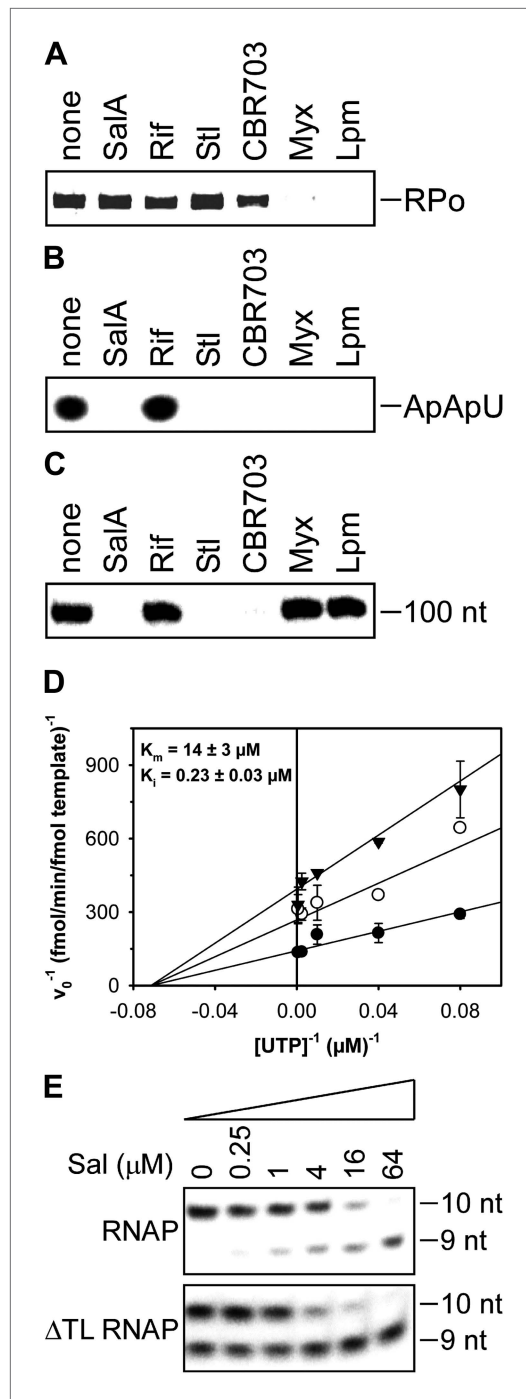 A
none SalA Rif Stl CBR703 Myx Lpm
RPo
B
none SalA Rif Stl CBR703 Myx Lpm
ApApU
C
none SalA Rif Stl CBR703 Myx Lpm
100 nt
D
Km = 14 ± 3 µM
Ki = 0.23 ± 0.03 µM
900
600
300
0
v0-1 (fmol/min/fmol template)-1
-0.08 -0.04 0.00 0.04 0.08
[UTP]-1 (µM)-1
E
Sal (µM) 0 0.25 1 4 16 64
RNAP
10 nt
9 nt
ΔTL RNAP
10 nt
9 nt